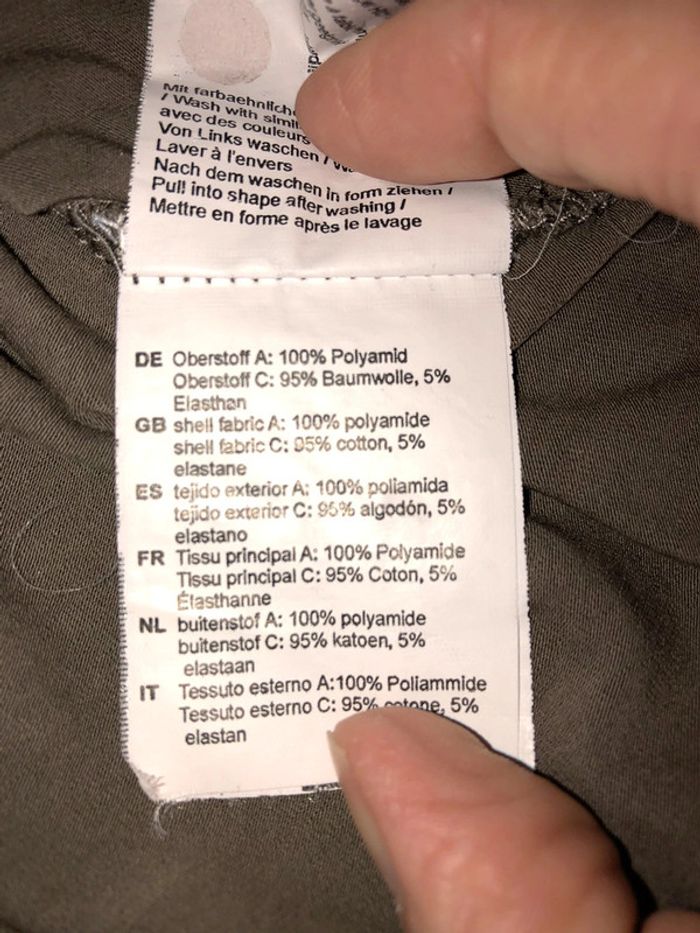 Mit farbaehnlich
/ Wash with simil
avec des couleurs
Von Links waschen /
Laver à l'envers
Nach dem waschen in form ziehen /
Pull into shape after washing /
Mettre en forme après le lavage
DE Oberstoff A: 100% Polyamid
Oberstoff C: 95% Baumwolle, 5%
Elasthan
GB shell fabric A: 100% polyamide
shell fabric C: 95% cotton, 5%
elastane
ES tejido exterior A: 100% poliamida
tejido exterior C: 95% algodón, 5%
elastano
FR Tissu principal A: 100% Polyamide
Tissu principal C: 95% Coton, 5%
Élasthanne
NL buitenstof A: 100% polyamide
buitenstof C: 95% katoen, 5%
elastaan
IT Tessuto esterno A:100% Poliammide
Tessuto esterno C: 95% cotone, 5%
elastan